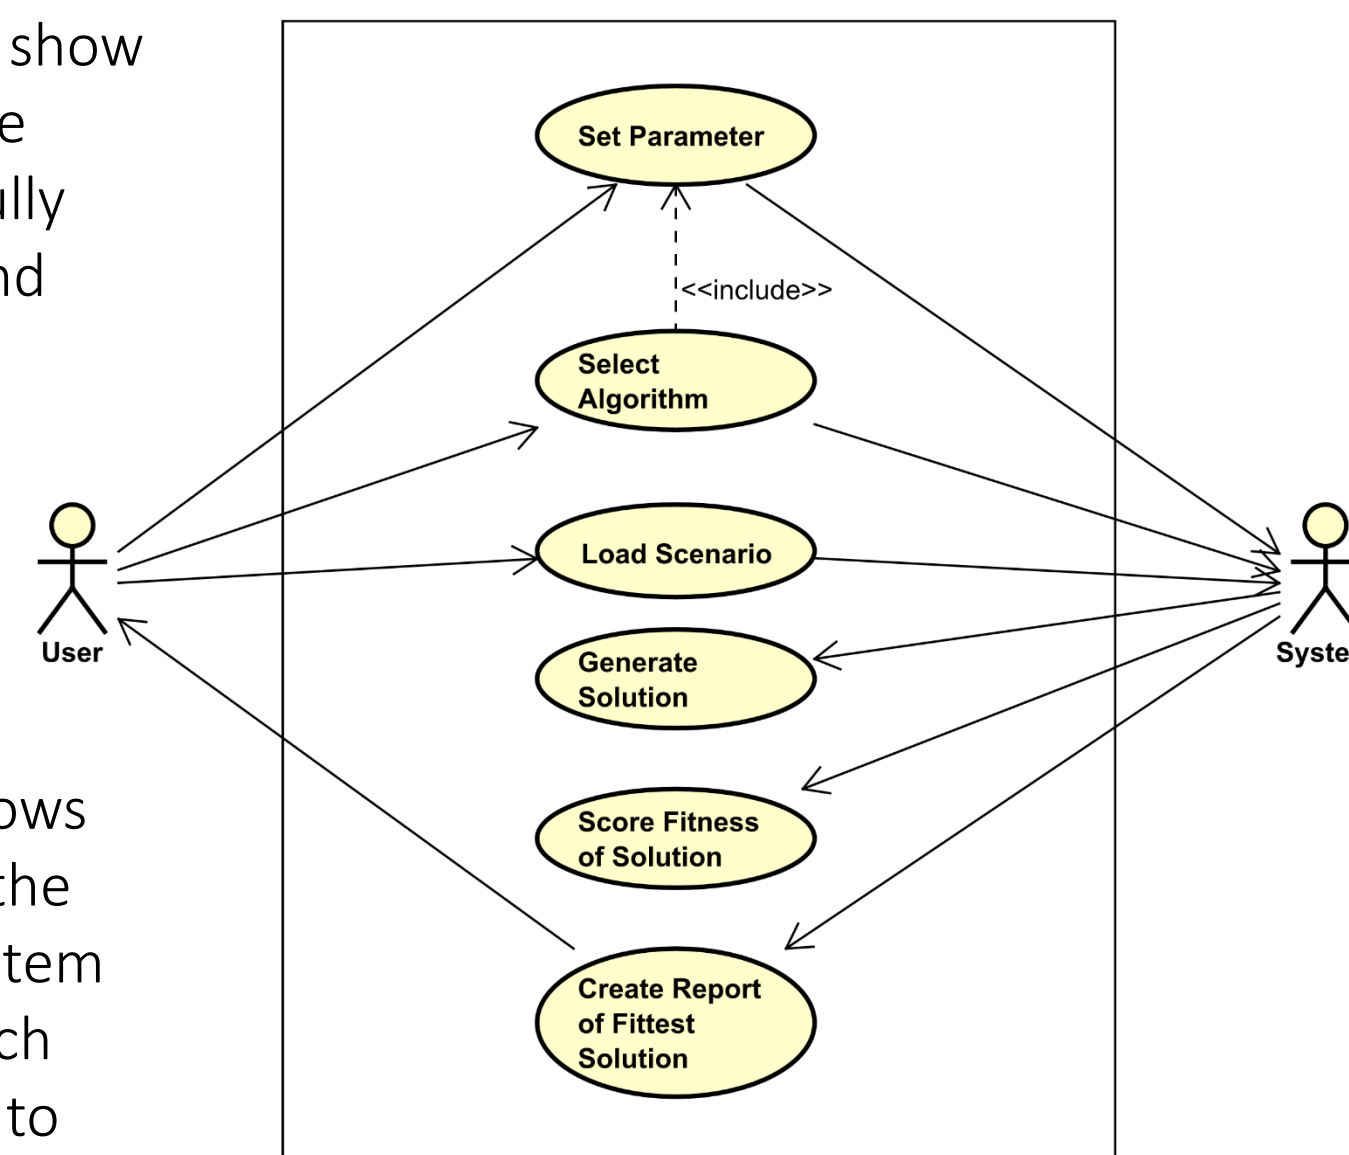 show
e
ully
nd
ows
the
tem
ch
to
Set Parameter
<<include>>
Select
Algorithm
Load Scenario
Generate
Solution
Score Fitness
of Solution
Create Report
of Fittest
Solution
User
Syste